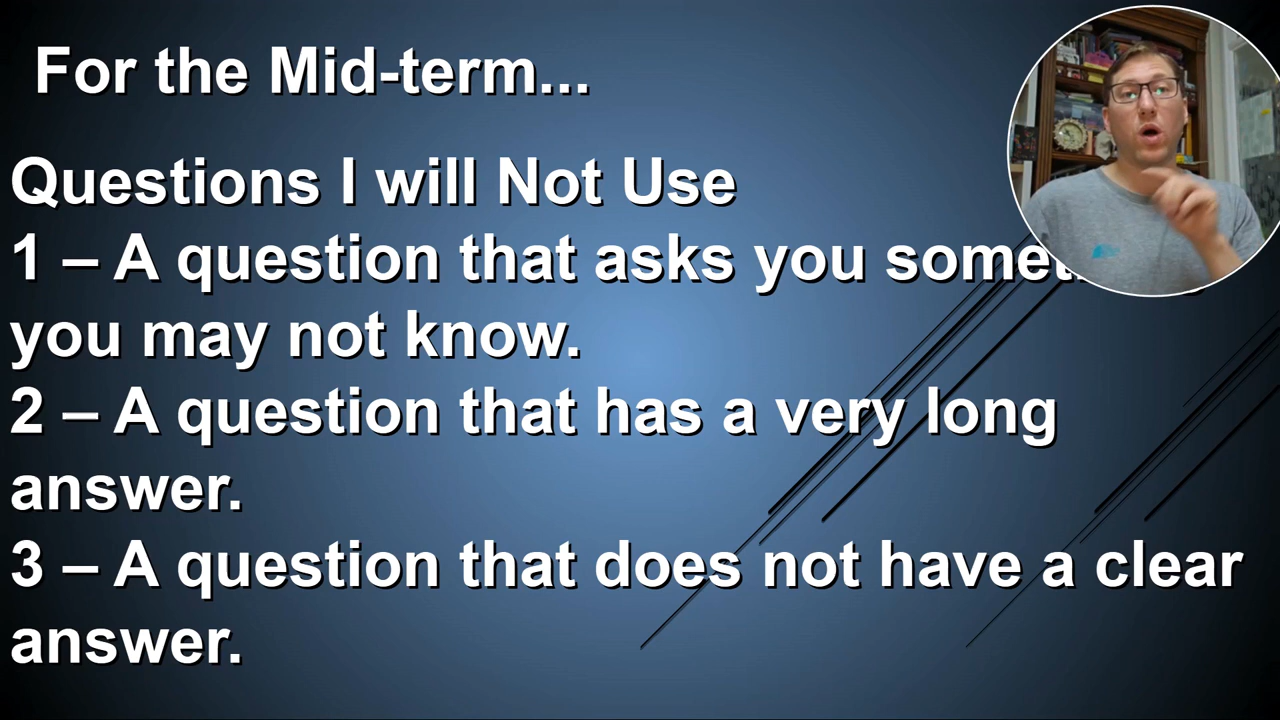 For the Mid-term...
Questions I will Not Use
1 – A question that asks you
you may not know.
2 – A question that has a very long
answer.
3 – A question that does not have a clear
answer.